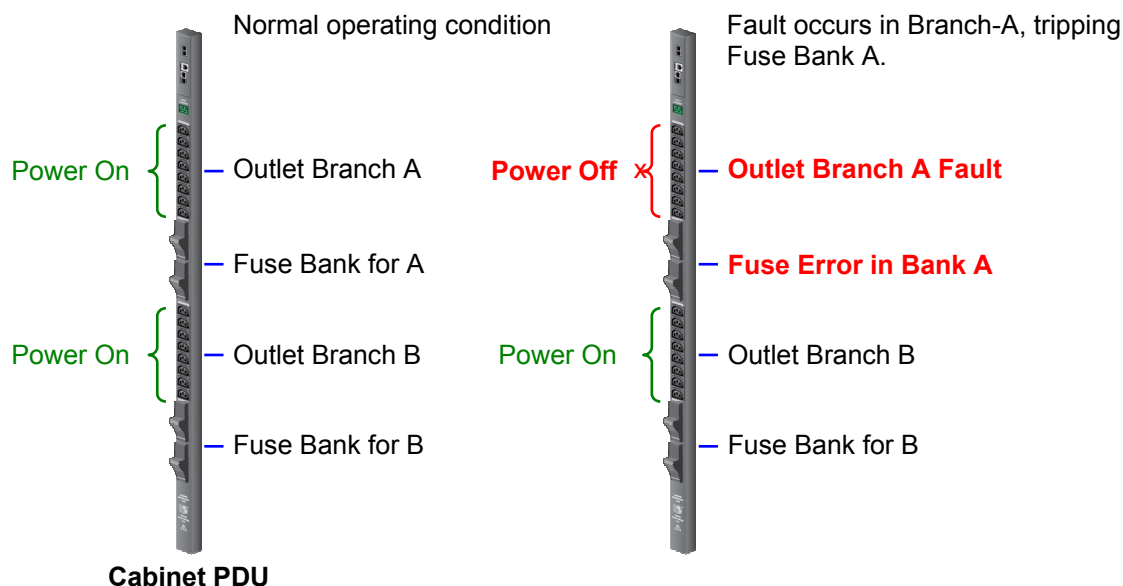 Normal operating condition
Power On
Outlet Branch A
Fuse Bank for A
Power On
Outlet Branch B
Fuse Bank for B
Cabinet PDU
Fault occurs in Branch-A, tripping
Fuse Bank A.
Power Off x
Outlet Branch A Fault
Fuse Error in Bank A
Power On
Outlet Branch B
Fuse Bank for B